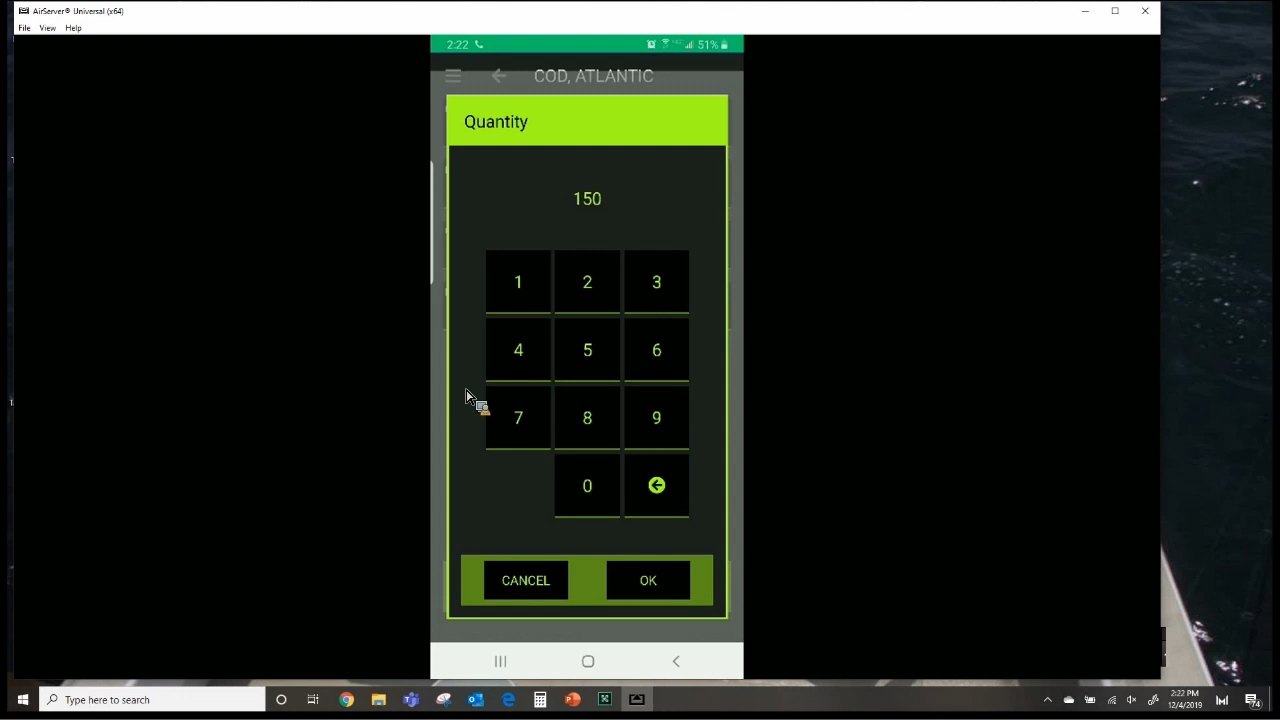 AirServer® Universal (x64)
File View Help
2:22 51%
COD, ATLANTIC
Quantity
150
1 2 3
4 5 6
7 8 9
0
CANCEL OK
Type here to search
2:22 PM
12/4/2019
74